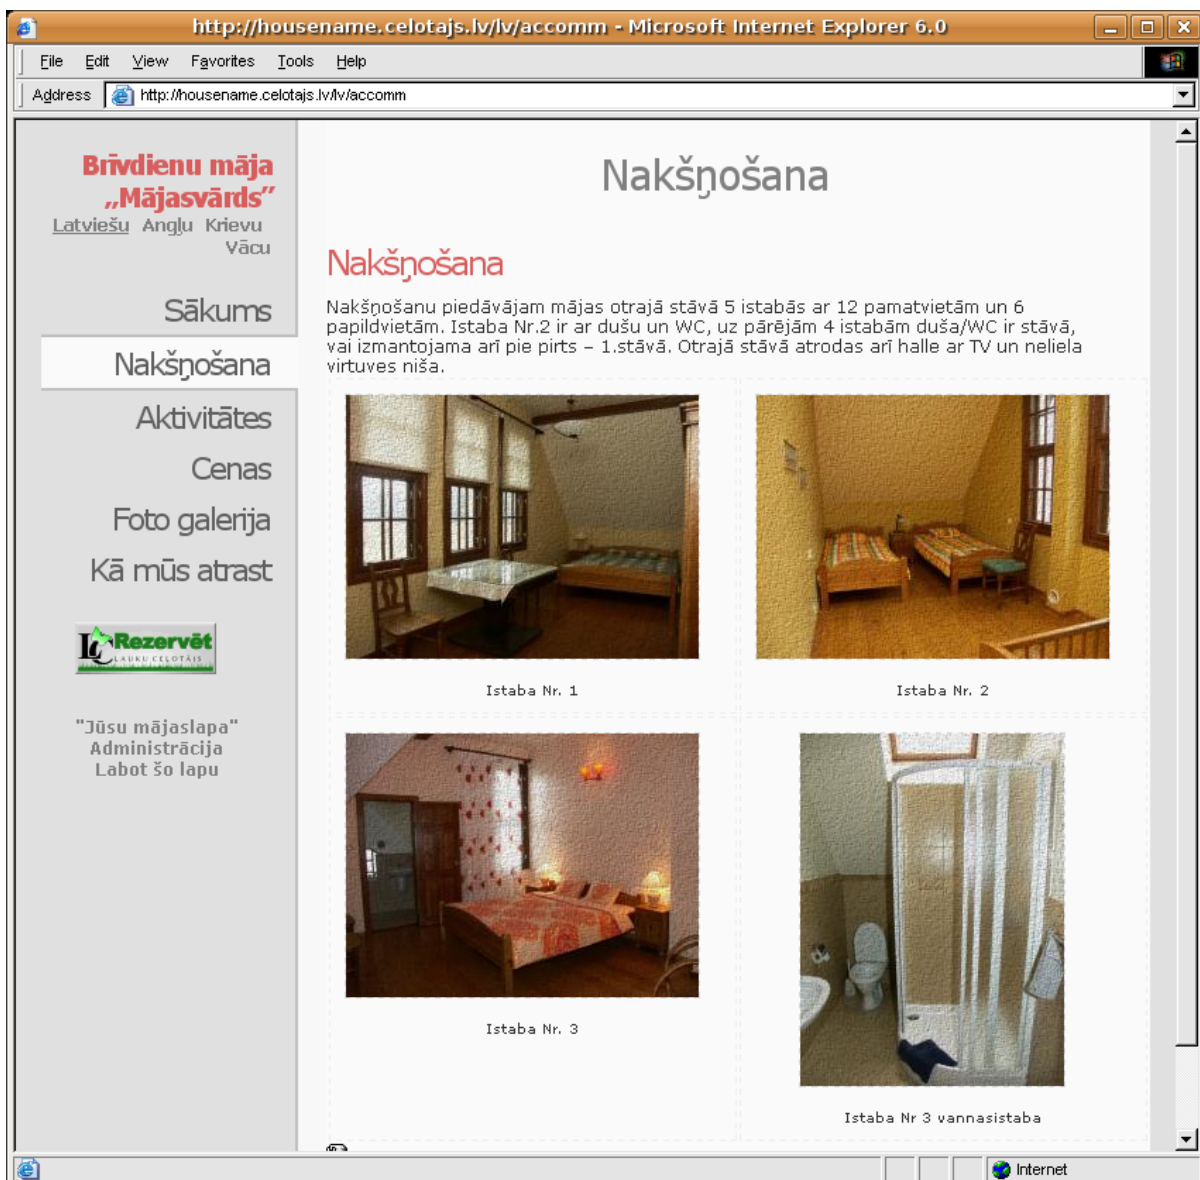 http://housename.celotajs.lv/lv/accomm - Microsoft Internet Explorer 6.0
File Edit View Favorites Tools Help
Address http://housename.celotajs.lv/lv/accomm
Brīvdienu māja
„Mājasvārds”
Latviešu Angļu Krievu
Vācu
Sākums
Nakšņošana
Aktivitātes
Cenas
Foto galerija
Kā mūs atrast
LC Rezervēt
LAUKU CEĻOTĀJS
"Jūsu mājaslapa"
Administrācija
Labot šo lapu
Nakšņošana
Nakšņošana
Nakšņošanu piedāvājam mājas otrajā stāvā 5 istabās ar 12 pamatvietām un 6
papildvietām. Istaba Nr.2 ir ar dušu un WC, uz pārējām 4 istabām duša/WC ir stāvā,
vai izmantojama arī pie pirts – 1.stāvā. Otrajā stāvā atrodas arī halle ar TV un neliela
virtuves niša.
Istaba Nr. 1
Istaba Nr. 2
Istaba Nr. 3
Istaba Nr 3 vannasistaba
Internet